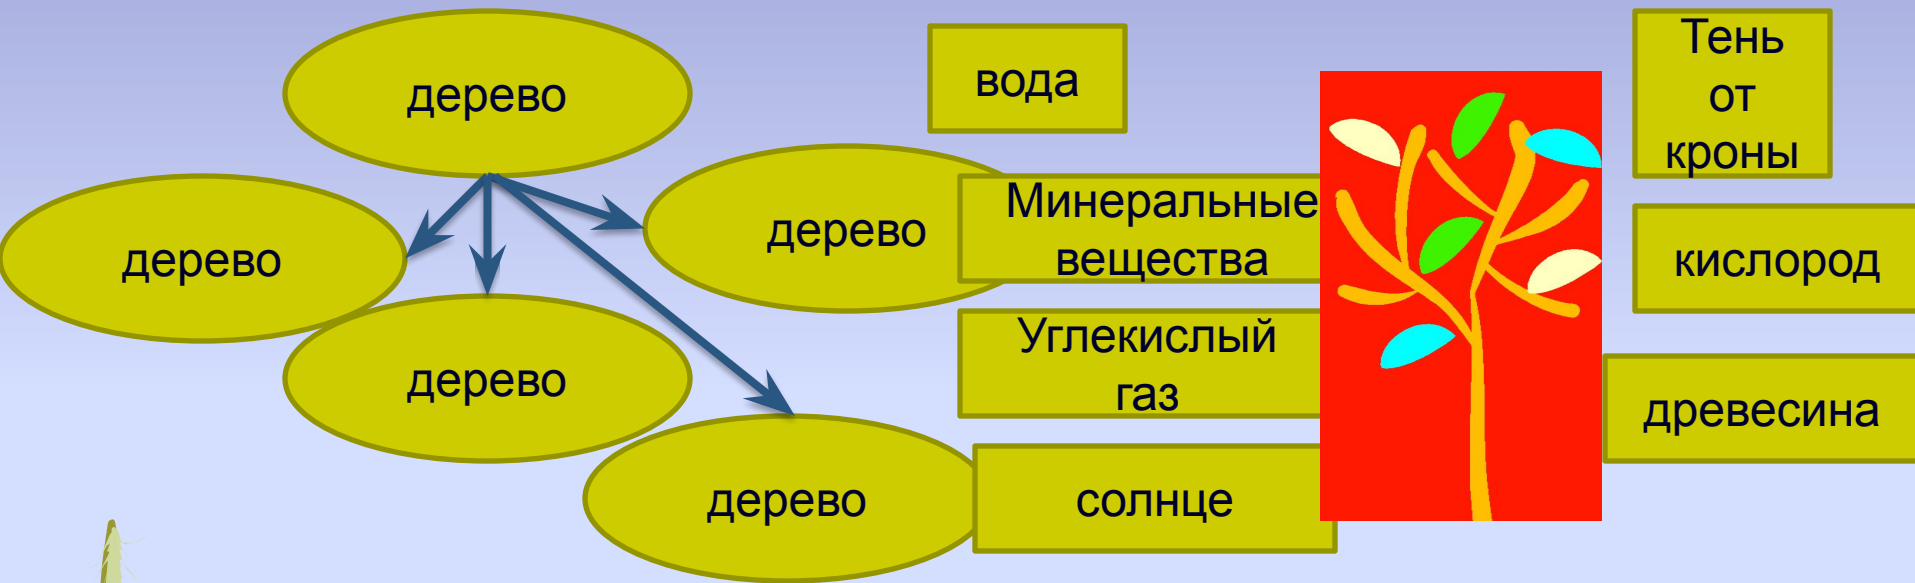 дерево
дерево
дерево
дерево
дерево
вода
Минеральные
вещества
Углекислый
газ
солнце
Тень
от
кроны
кислород
древесина